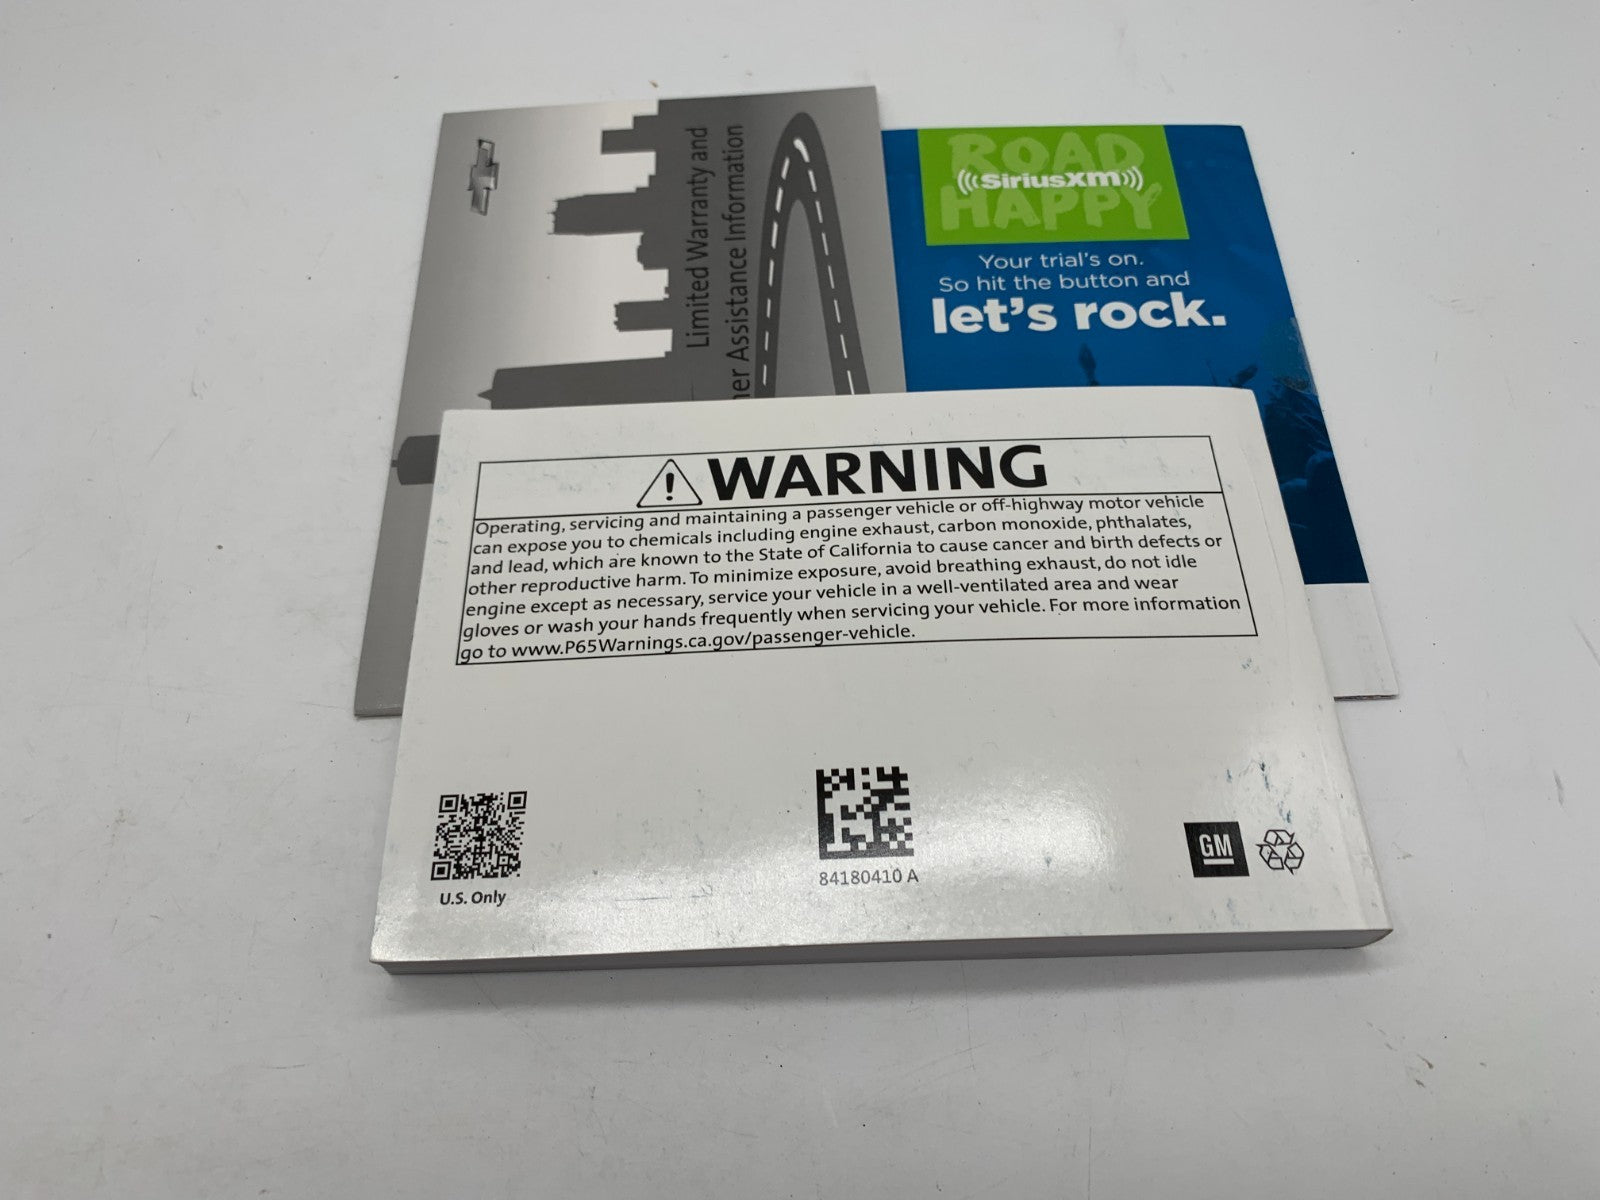 Limited Warranty and
Assistance Information
ROAD
(((SiriusXm)))
HAPPY
Your trial's on.
So hit the button and
let's rock.
WARNING
Operating, servicing and maintaining a passenger vehicle or off-highway motor vehicle
can expose you to chemicals including engine exhaust, carbon monoxide, phthalates,
and lead, which are known to the State of California to cause cancer and birth defects or
other reproductive harm. To minimize exposure, avoid breathing exhaust, do not idle
engine except as necessary, service your vehicle in a well-ventilated area and wear
gloves or wash your hands frequently when servicing your vehicle. For more information
go to www.P65Warnings.ca.gov/passenger-vehicle.
U.S. Only
84180410 A
GM